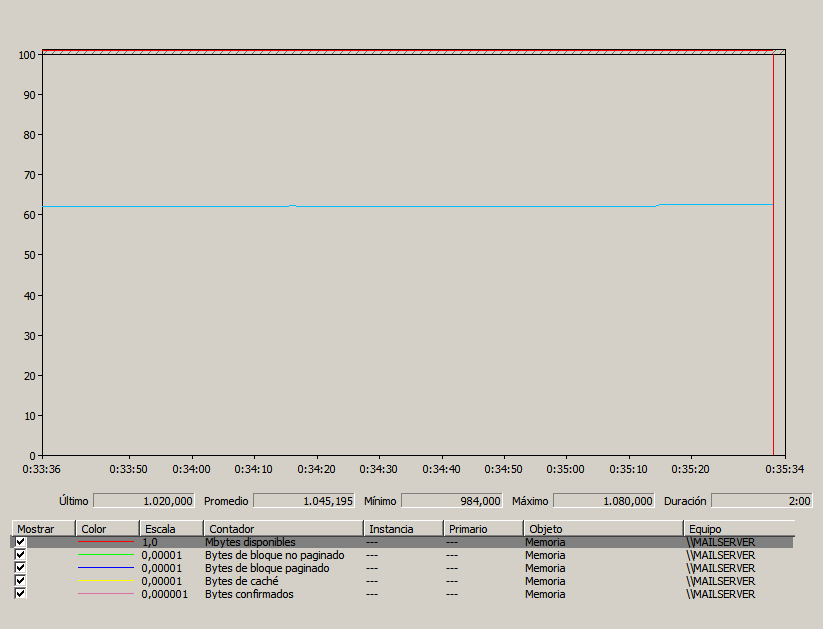 100
90
80
70
60
50
40
30
20
10
0
0:33:36 0:33:50 0:34:00 0:34:10 0:34:20 0:34:30 0:34:40 0:34:50 0:35:00 0:35:10 0:35:20 0:35:34
Último 1.020,000 Promedio 1.045,195 Mínimo 984,000 Máximo 1.080,000 Duración 2:00
Mostrar Color Escala Contador Instancia Primario Objeto Equipo
1,0 Mbytes disponibles --- --- Memoria \\MAILSERVER
0,00001 Bytes de bloque no paginado --- --- Memoria \\MAILSERVER
0,00001 Bytes de bloque paginado --- --- Memoria \\MAILSERVER
0,00001 Bytes de caché --- --- Memoria \\MAILSERVER
0,000001 Bytes confirmados --- --- Memoria \\MAILSERVER